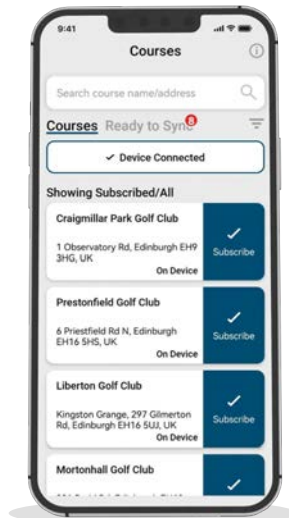 9:41
Courses
Search course name/address
Courses Ready to Sync 8
✓ Device Connected
Showing Subscribed/All
Craigmillar Park Golf Club
1 Observatory Rd, Edinburgh EH9
3HG, UK
On Device
Subscribe
Prestonfield Golf Club
6 Priestfield Rd N, Edinburgh
EH16 5HS, UK
On Device
Subscribe
Liberton Golf Club
Kingston Grange, 297 Gilmerton
Rd, Edinburgh EH16 5UJ, UK
On Device
Subscribe
Mortonhall Golf Club